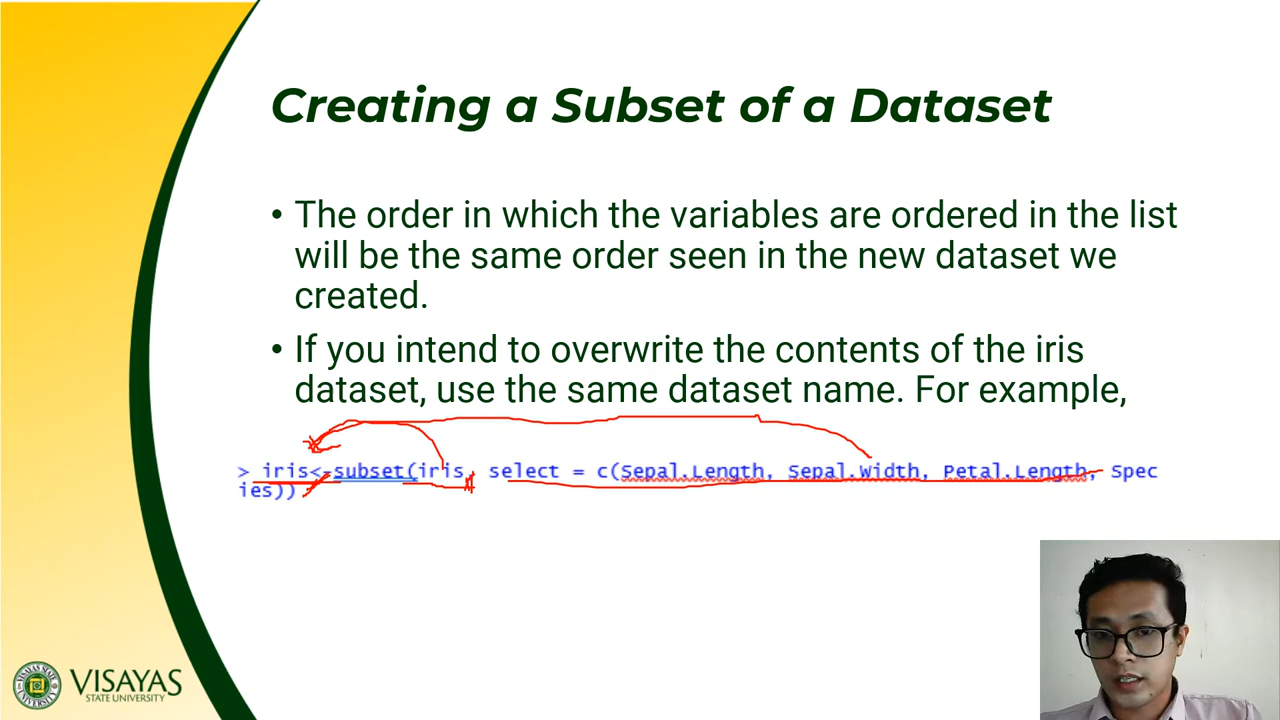 Creating a Subset of a Dataset
• The order in which the variables are ordered in the list
will be the same order seen in the new dataset we
created.
• If you intend to overwrite the contents of the iris
dataset, use the same dataset name. For example,
> iris<-subset(iris, select = c(Sepal.Length, Sepal.Width, Petal.Length, Spec
ies))
VISAYAS
STATE UNIVERSITY